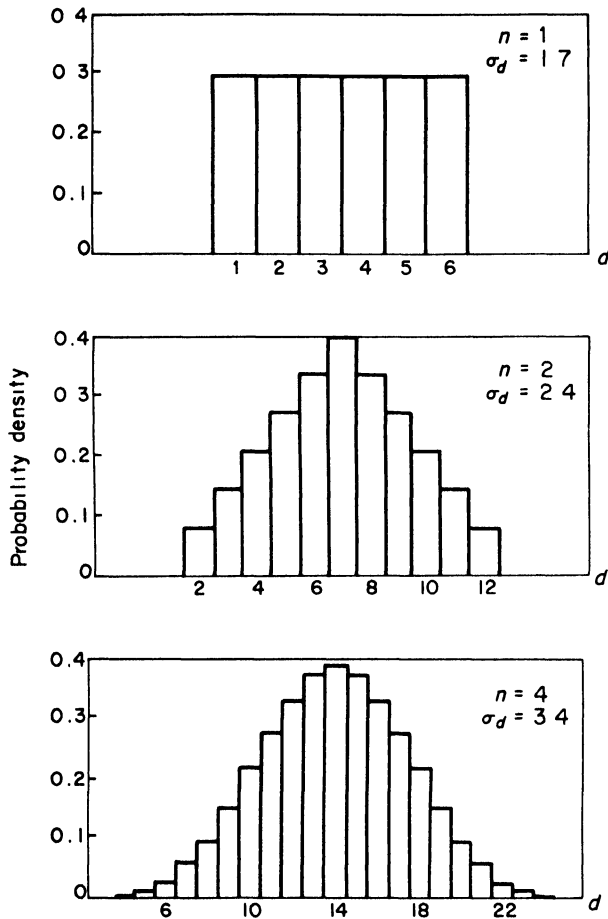 0 4
n = 1
σd = 1 7
0 3
0.2
0.1
0
1 2 3 4 5 6
d
Probability density
0.4
n = 2
σd = 2 4
0.3
0.2
0.1
0
2 4 6 8 10 12
d
0.4
n = 4
σd = 3 4
0.3
0.2
0.1
0
6 10 14 18 22
d